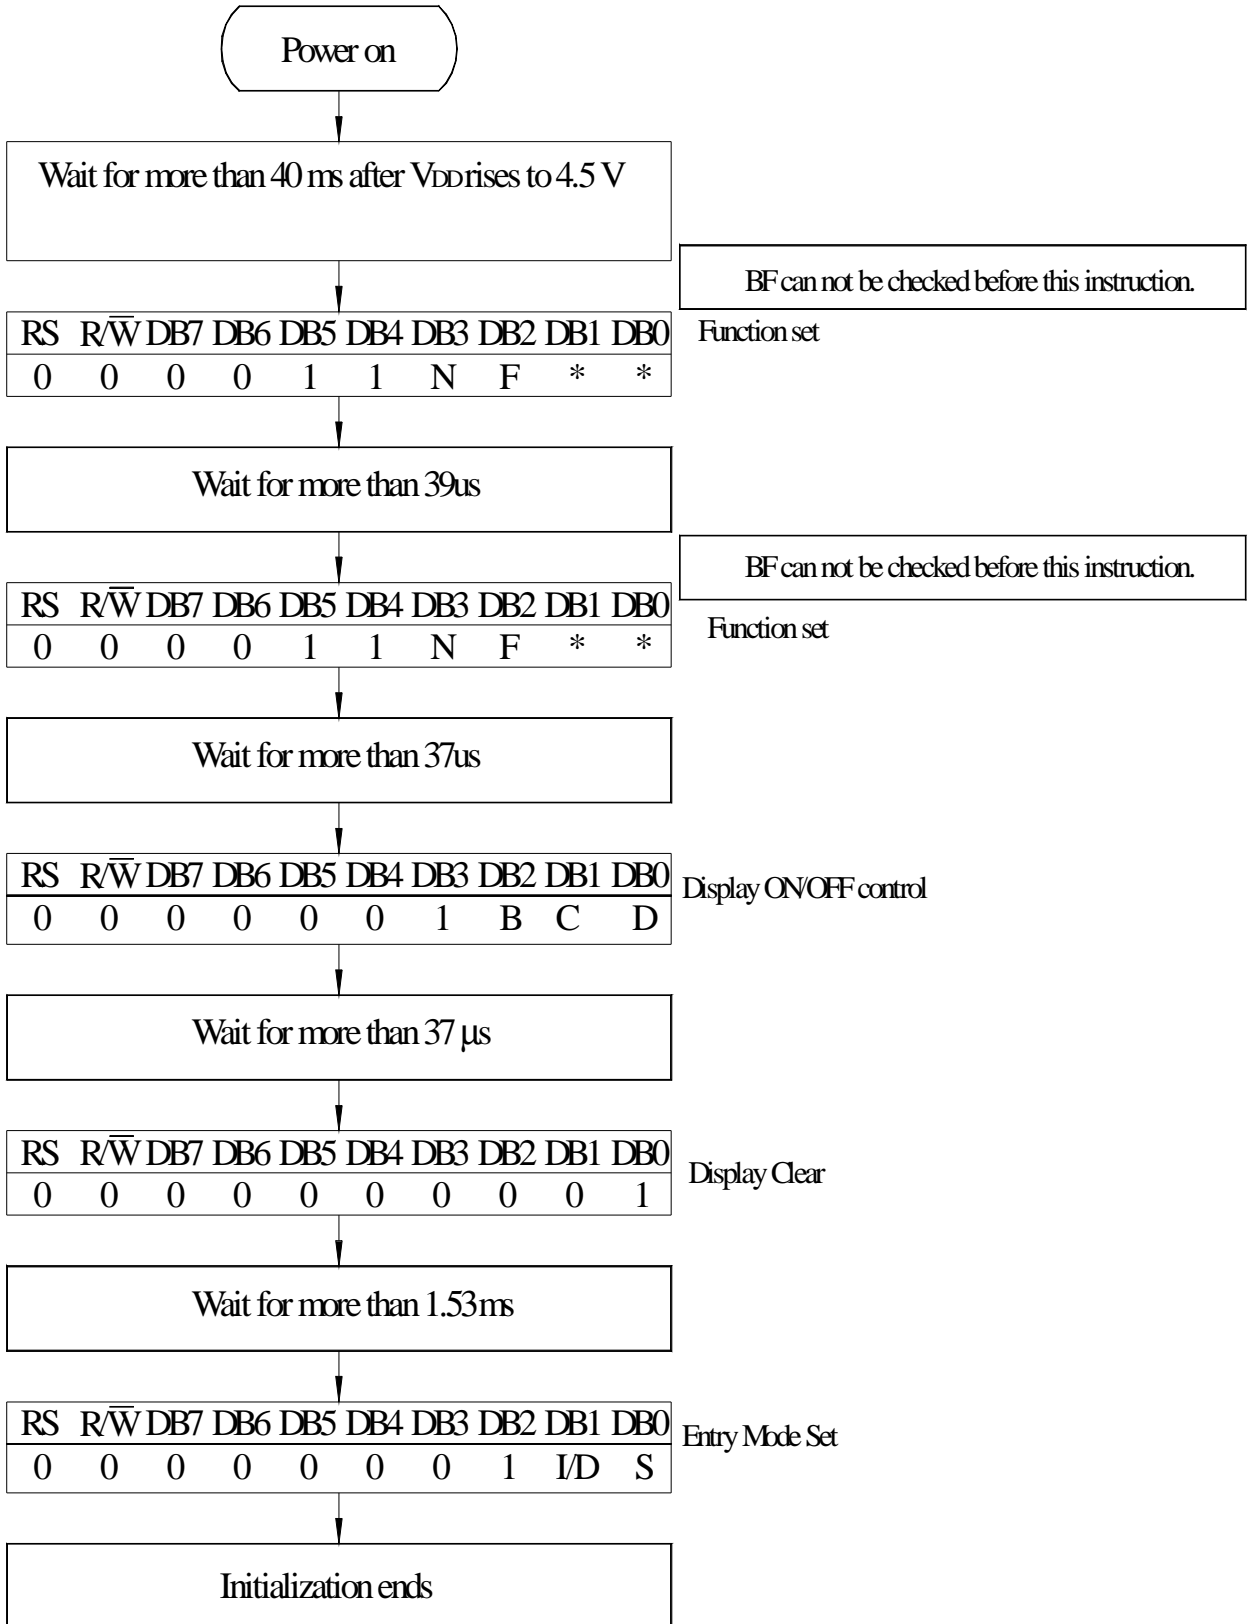 Power on
Wait for more than 40 ms after VDD rises to 4.5 V
BF can not be checked before this instruction.
RS R/W̅ DB7 DB6 DB5 DB4 DB3 DB2 DB1 DB0
Function set
0 0 0 0 1 1 N F * *
Wait for more than 39us
BF can not be checked before this instruction.
RS R/W̅ DB7 DB6 DB5 DB4 DB3 DB2 DB1 DB0
Function set
0 0 0 0 1 1 N F * *
Wait for more than 37us
RS R/W̅ DB7 DB6 DB5 DB4 DB3 DB2 DB1 DB0
Display ON/OFF control
0 0 0 0 0 0 1 B C D
Wait for more than 37 µs
RS R/W̅ DB7 DB6 DB5 DB4 DB3 DB2 DB1 DB0
Display Clear
0 0 0 0 0 0 0 0 0 1
Wait for more than 1.53ms
RS R/W̅ DB7 DB6 DB5 DB4 DB3 DB2 DB1 DB0
Entry Mode Set
0 0 0 0 0 0 0 1 I/D S
Initialization ends